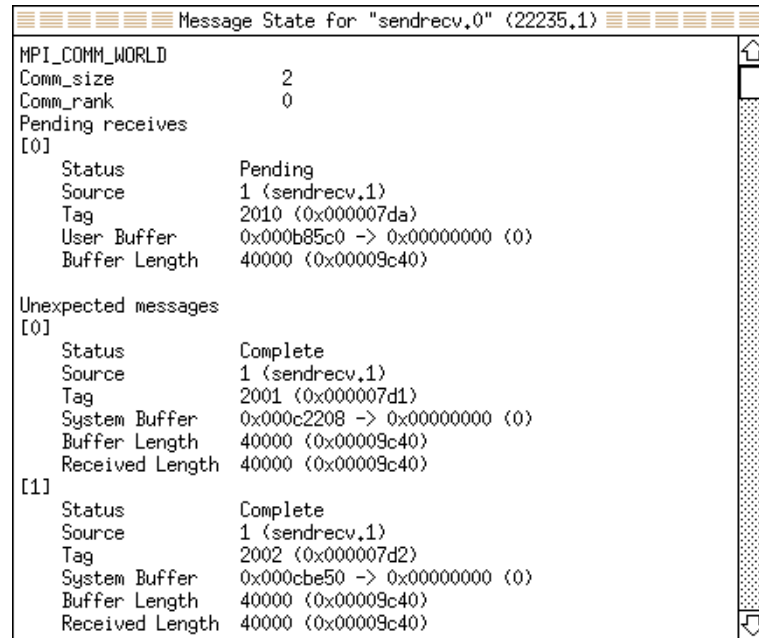 Message State for "sendrecv.0" (22235.1)
MPI_COMM_WORLD
Comm_size 2
Comm_rank 0
Pending receives
[0]
Status Pending
Source 1 (sendrecv.1)
Tag 2010 (0x000007da)
User Buffer 0x000b85c0 -> 0x00000000 (0)
Buffer Length 40000 (0x00009c40)
Unexpected messages
[0]
Status Complete
Source 1 (sendrecv.1)
Tag 2001 (0x000007d1)
System Buffer 0x000c2208 -> 0x00000000 (0)
Buffer Length 40000 (0x00009c40)
Received Length 40000 (0x00009c40)
[1]
Status Complete
Source 1 (sendrecv.1)
Tag 2002 (0x000007d2)
System Buffer 0x000cbe50 -> 0x00000000 (0)
Buffer Length 40000 (0x00009c40)
Received Length 40000 (0x00009c40)